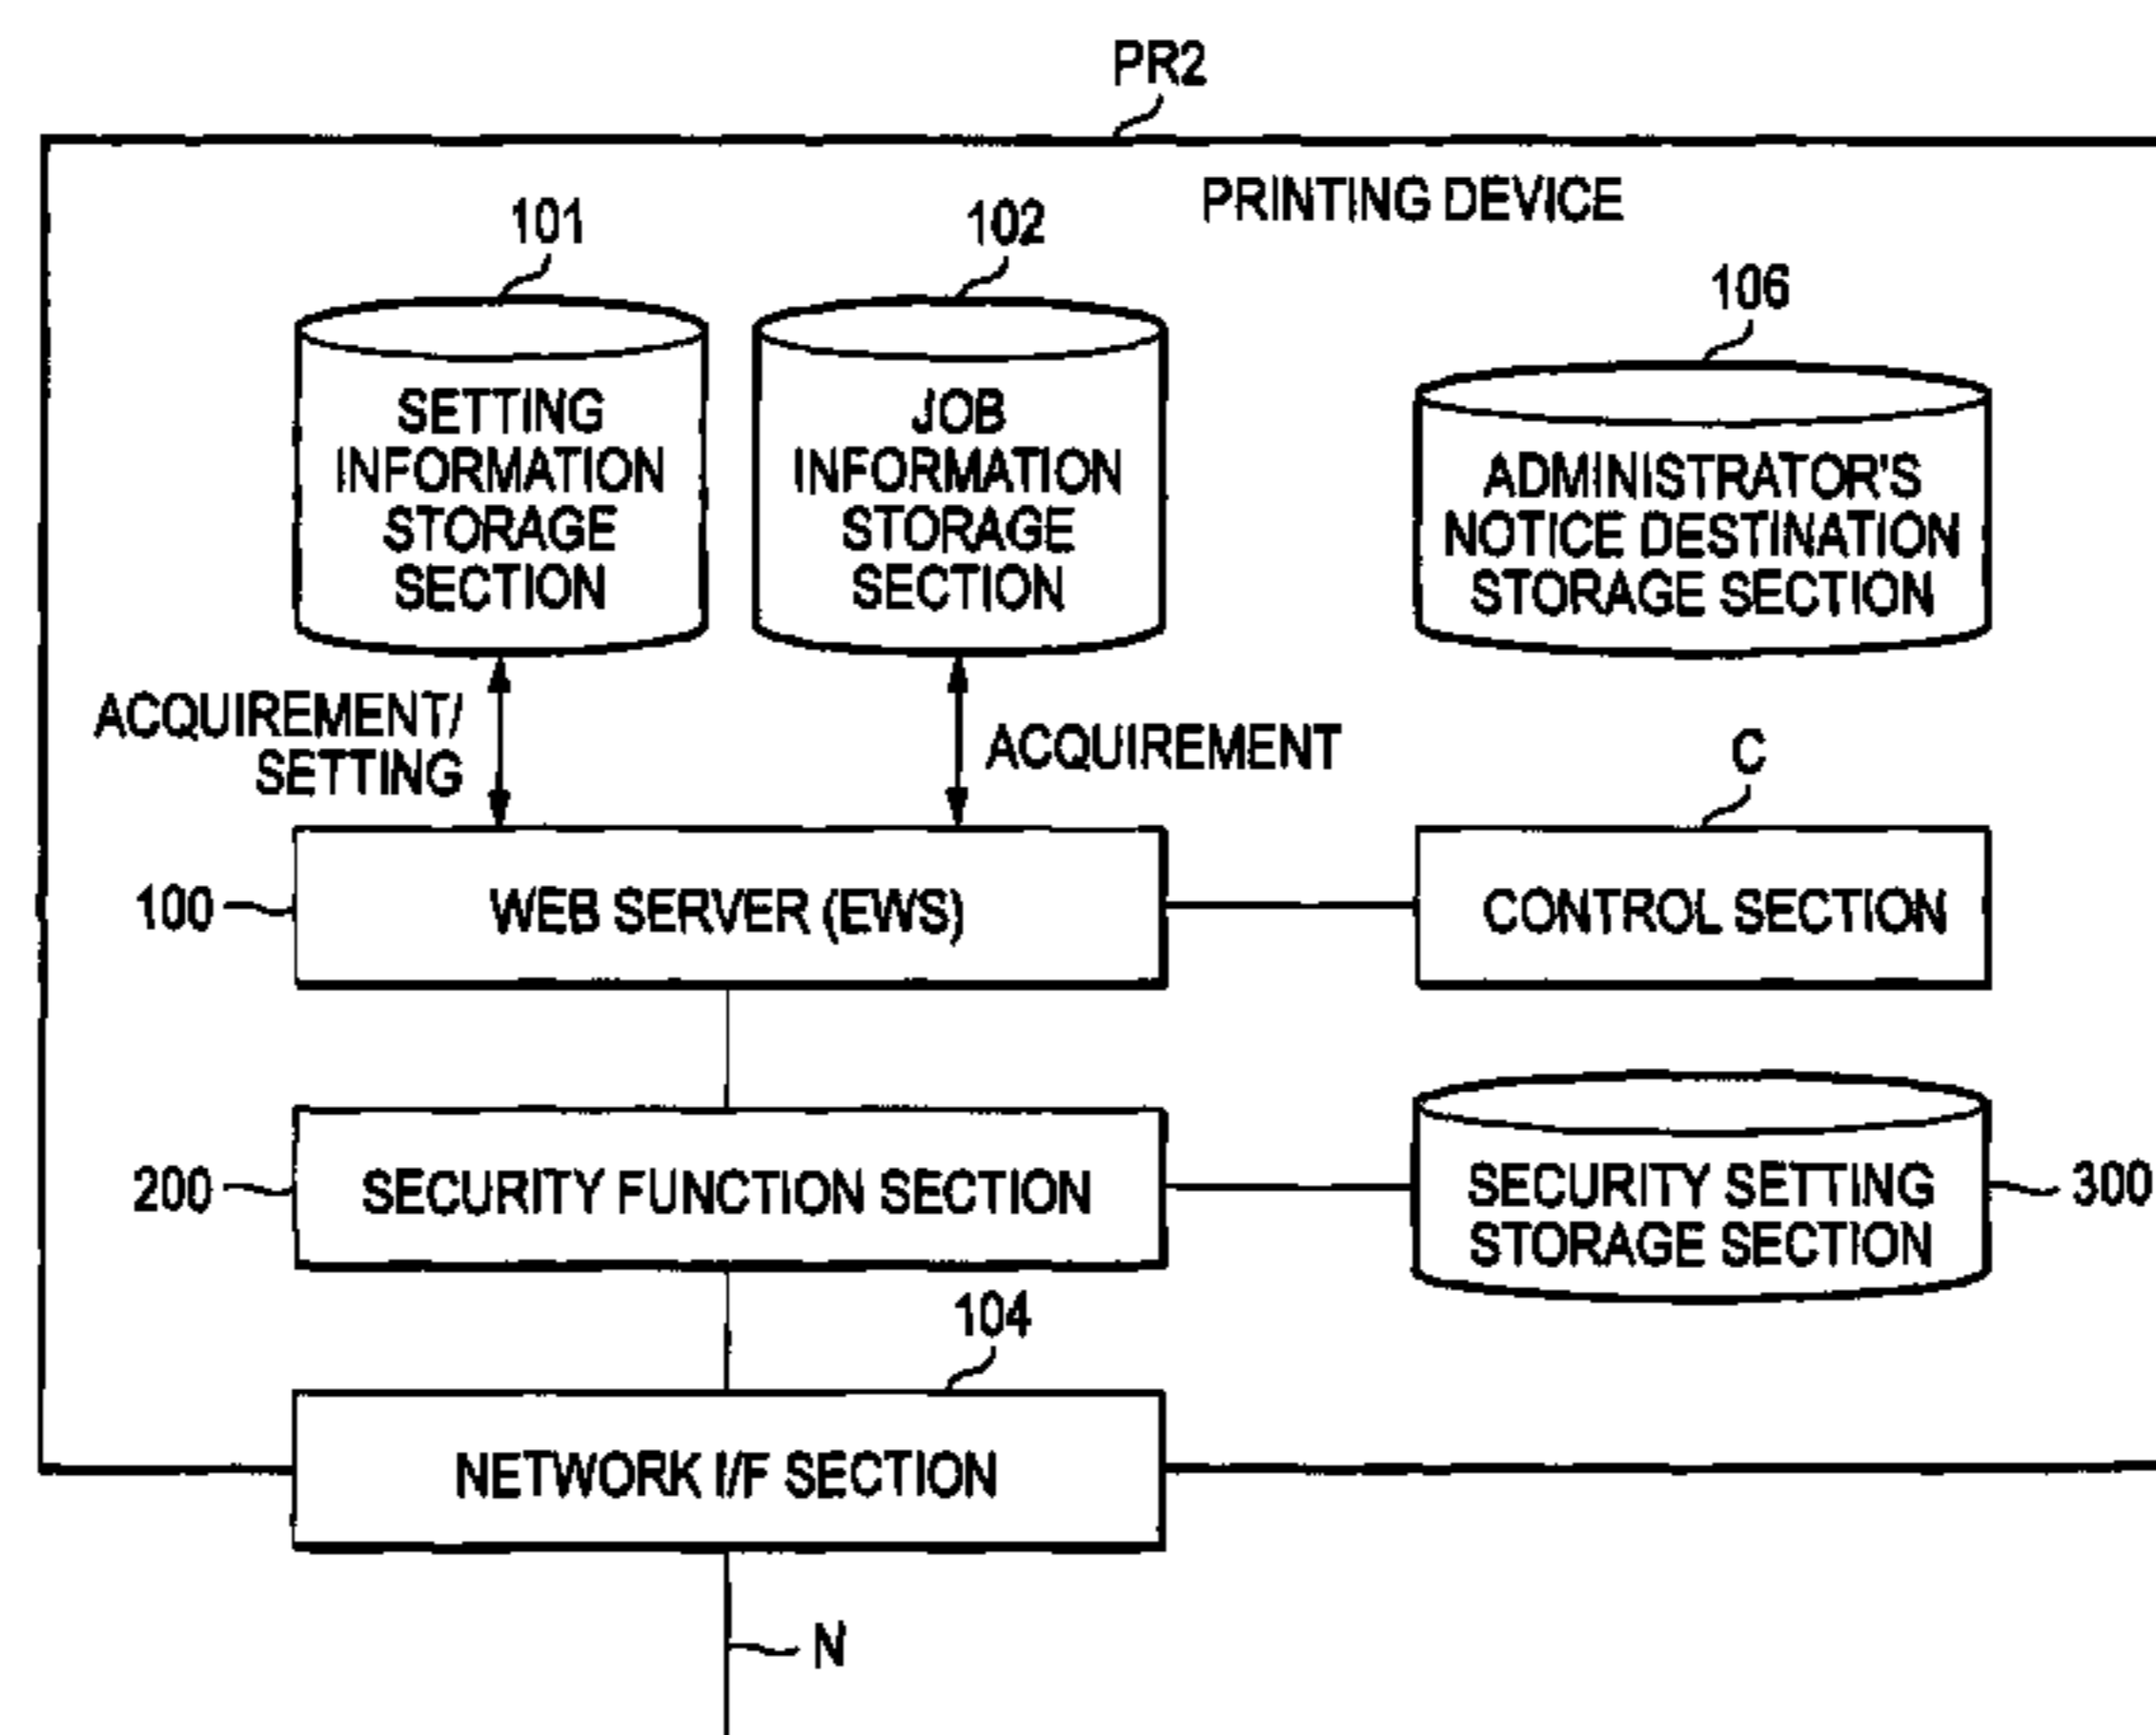 PR2
PRINTING DEVICE
101
102
106
SETTING
INFORMATION
STORAGE
SECTION
JOB
INFORMATION
STORAGE
SECTION
ADMINISTRATOR'S
NOTICE DESTINATION
STORAGE SECTION
ACQUIREMENT/
SETTING
ACQUIREMENT
C
100
WEB SERVER (EWS)
CONTROL SECTION
200
SECURITY FUNCTION SECTION
SECURITY SETTING
STORAGE SECTION
300
104
NETWORK I/F SECTION
N